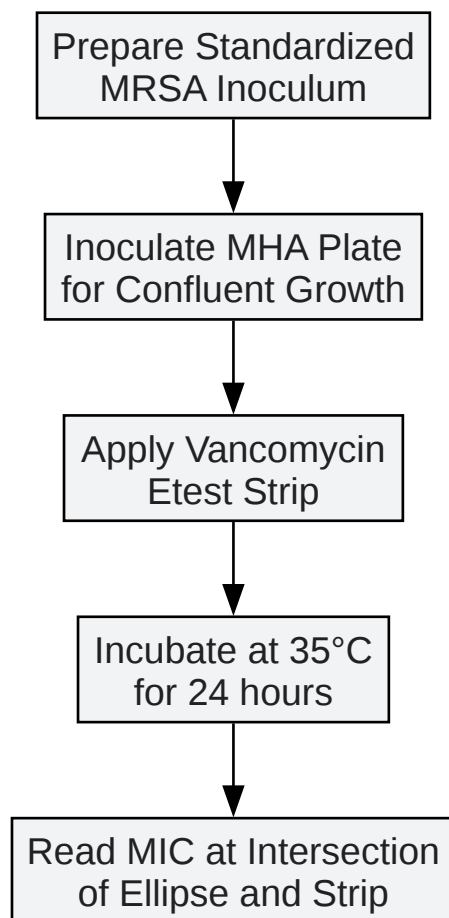 Prepare Standardized
MRSA Inoculum
Inoculate MHA Plate
for Confluent Growth
Apply Vancomycin
Etest Strip
Incubate at 35°C
for 24 hours
Read MIC at Intersection
of Ellipse and Strip